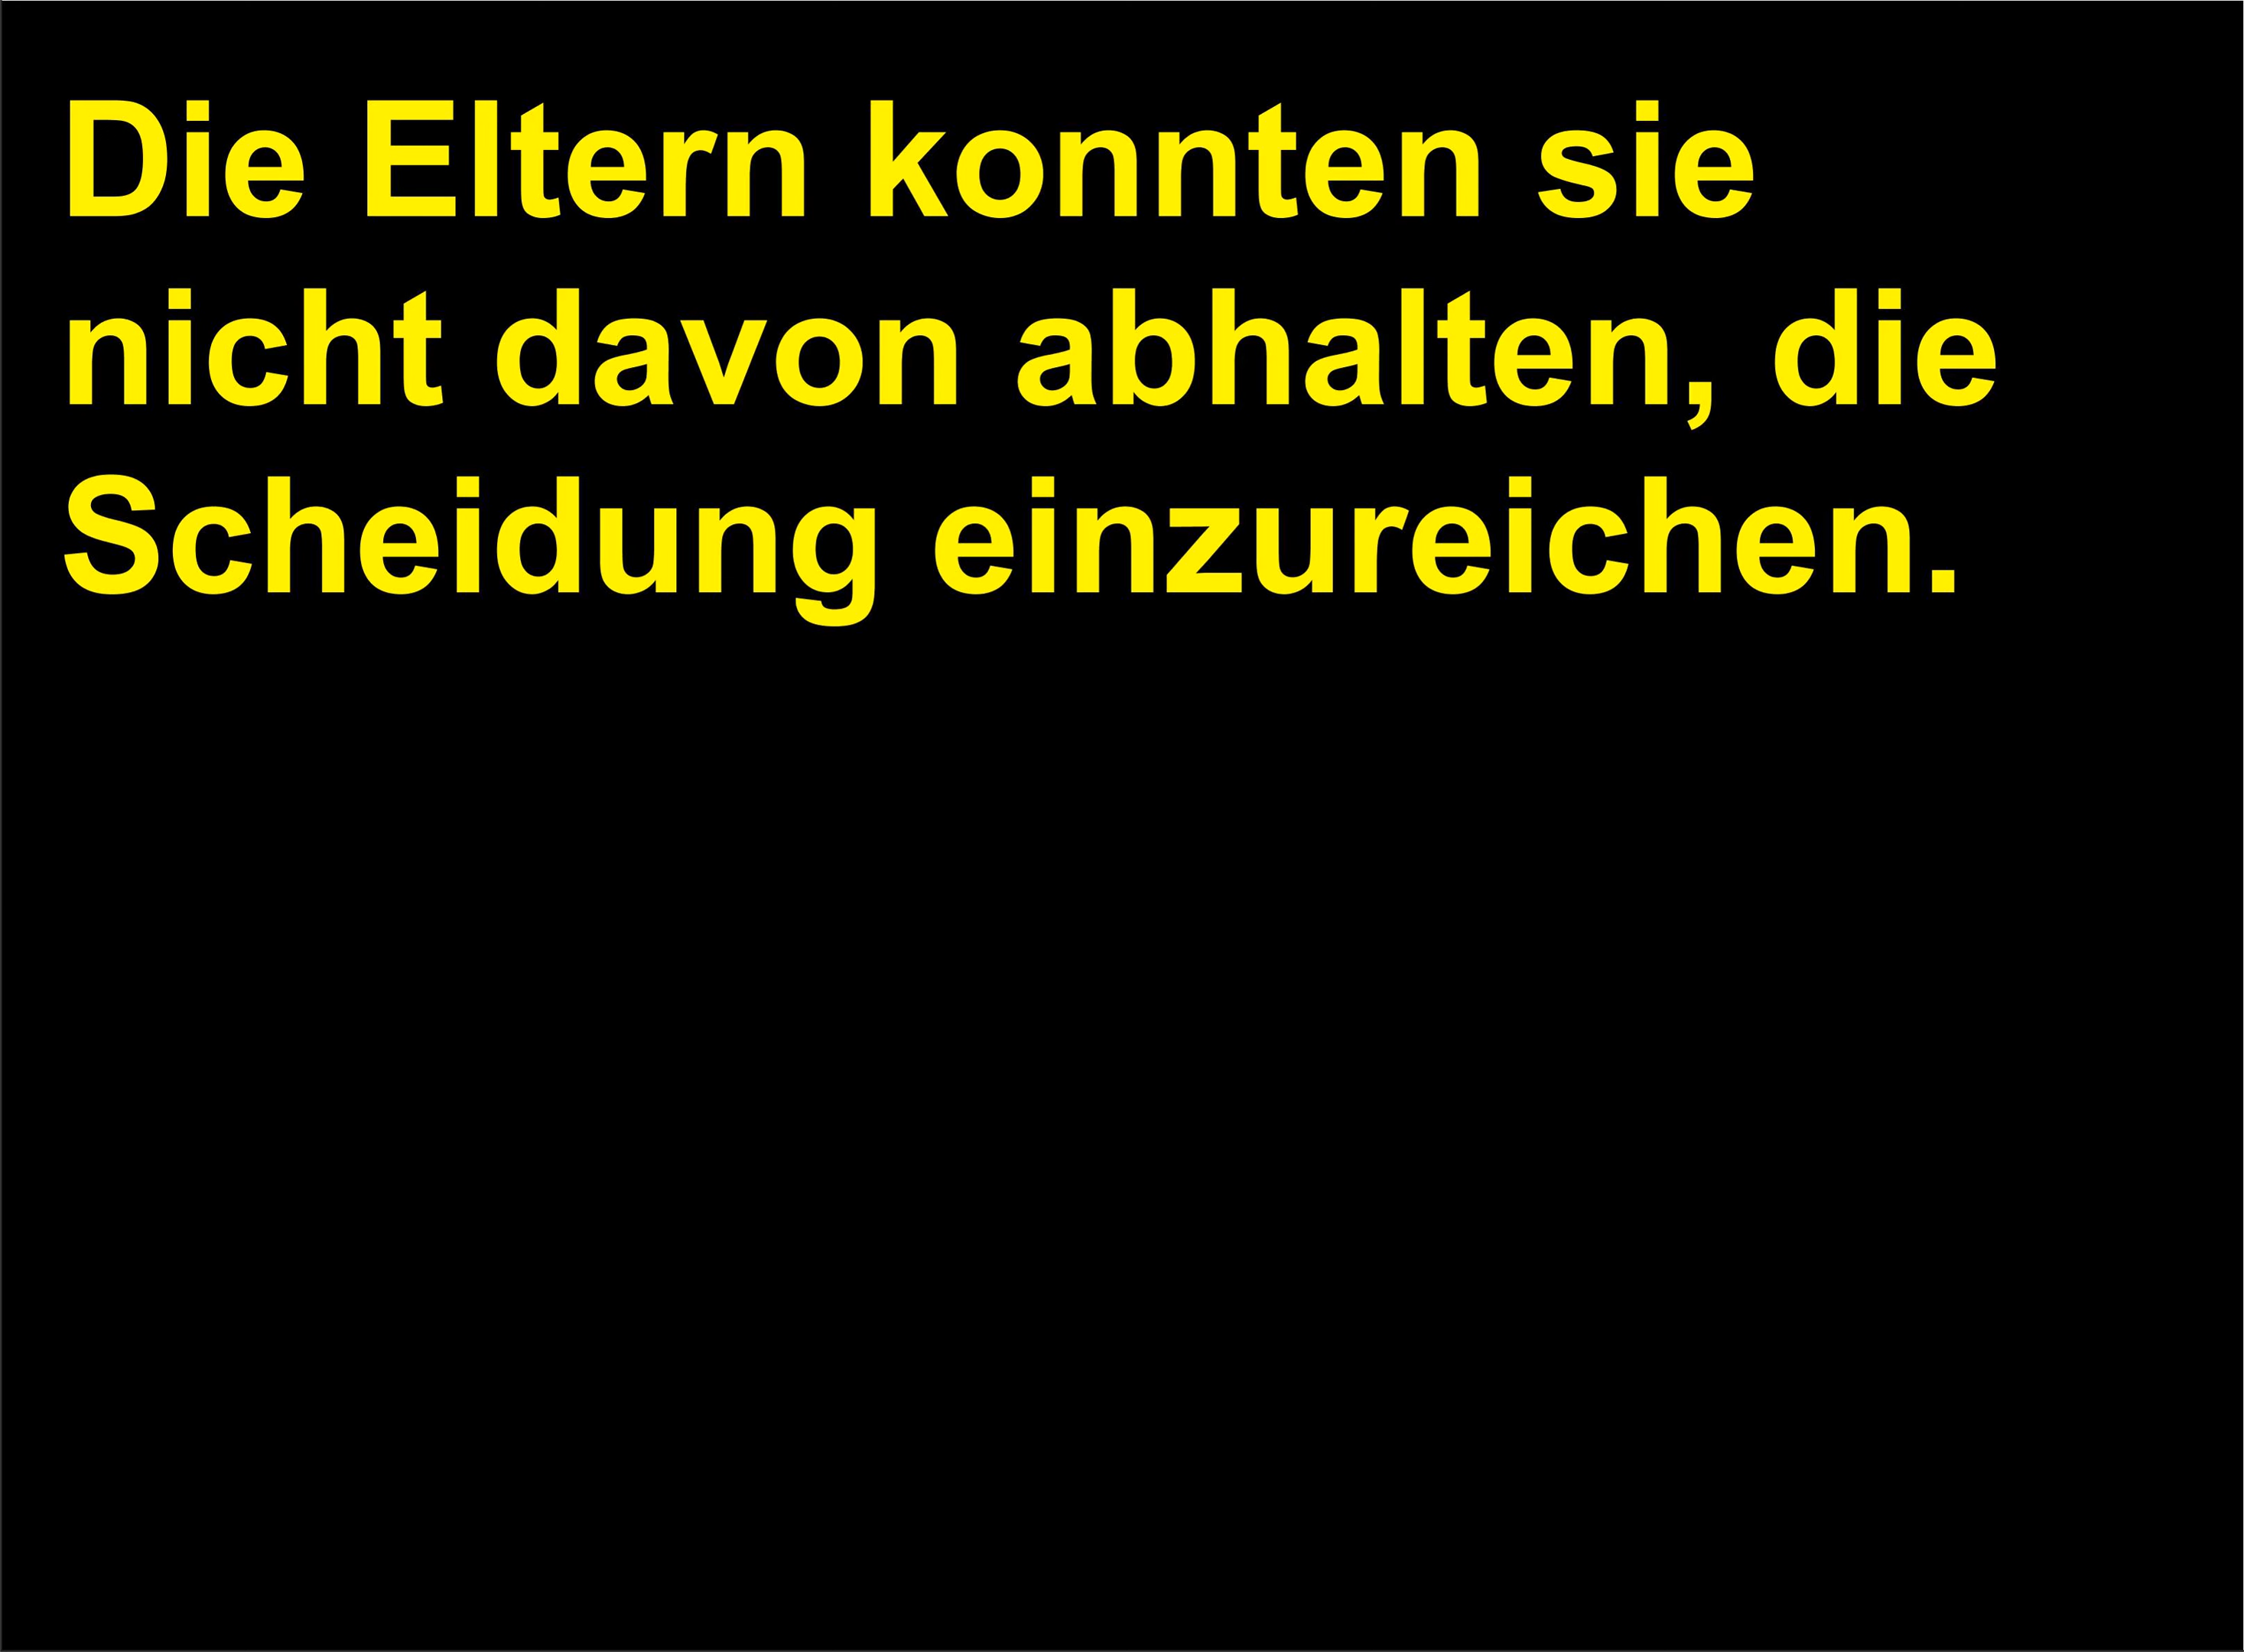 Die Eltern konnten sie
nicht davon abhalten, die
Scheidung einzureichen.